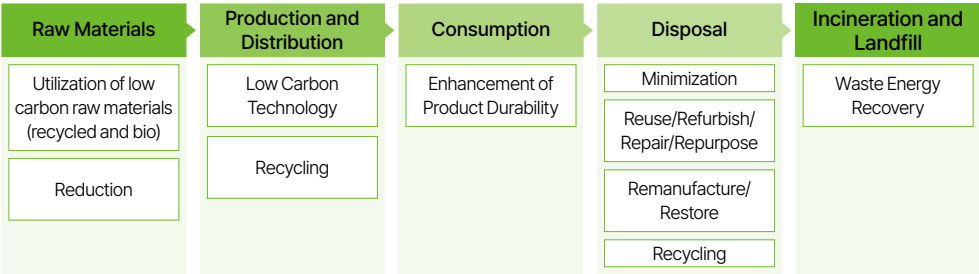 Raw Materials
Utilization of low
carbon raw materials
(recycled and bio)
Reduction
Production and
Distribution
Low Carbon
Technology
Recycling
Consumption
Enhancement of
Product Durability
Disposal
Minimization
Reuse/Refurbish/
Repair/Repurpose
Remanufacture/
Restore
Recycling
Incineration and
Landfill
Waste Energy
Recovery